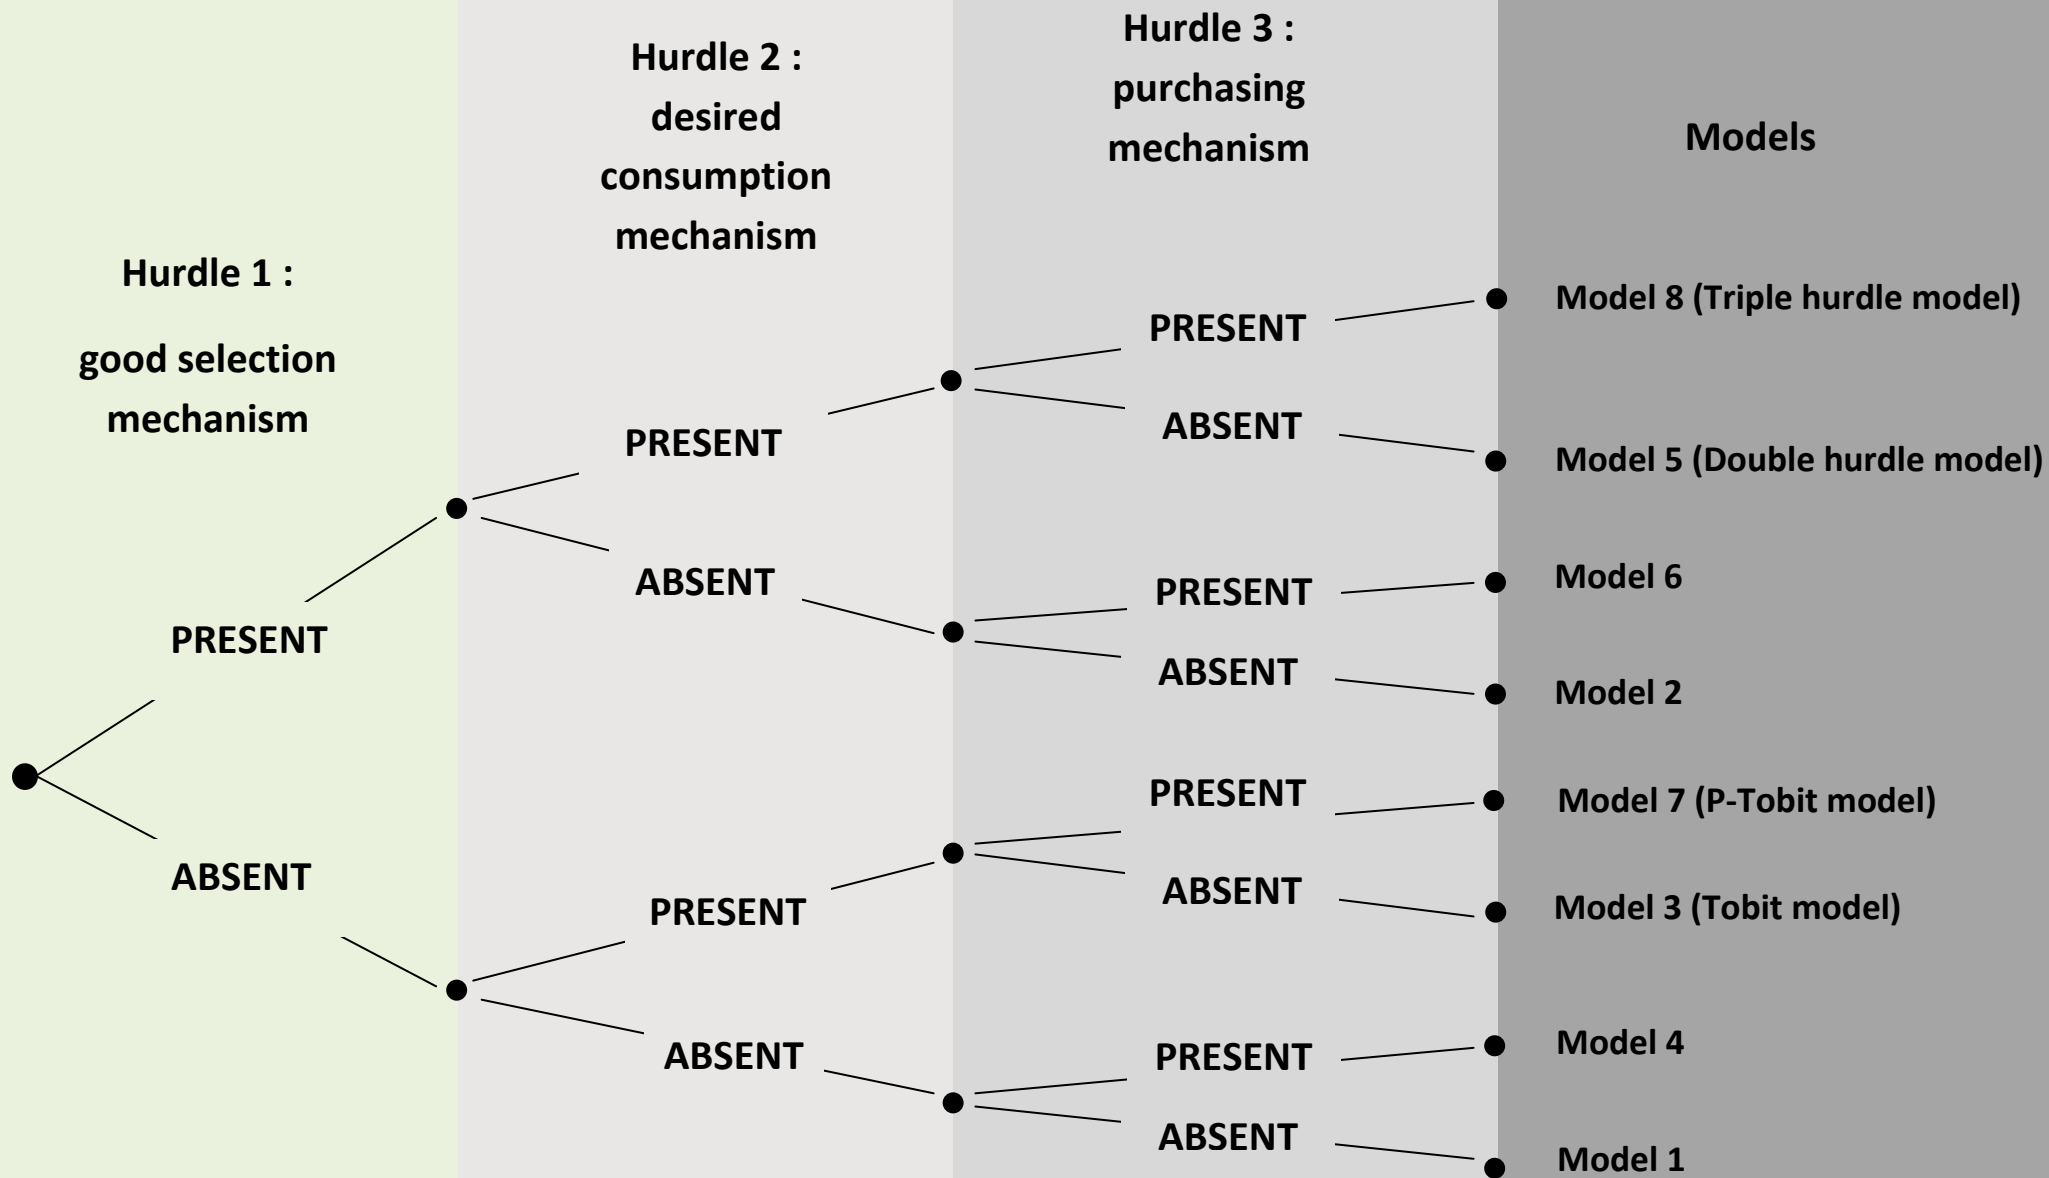 Hurdle 1 :
good selection
mechanism
Hurdle 2 :
desired
consumption
mechanism
Hurdle 3 :
purchasing
mechanism
Models
PRESENT
ABSENT
PRESENT
ABSENT
PRESENT
ABSENT
PRESENT
ABSENT
PRESENT
ABSENT
PRESENT
ABSENT
PRESENT
ABSENT
Model 8 (Triple hurdle model)
Model 5 (Double hurdle model)
Model 6
Model 2
Model 7 (P-Tobit model)
Model 3 (Tobit model)
Model 4
Model 1